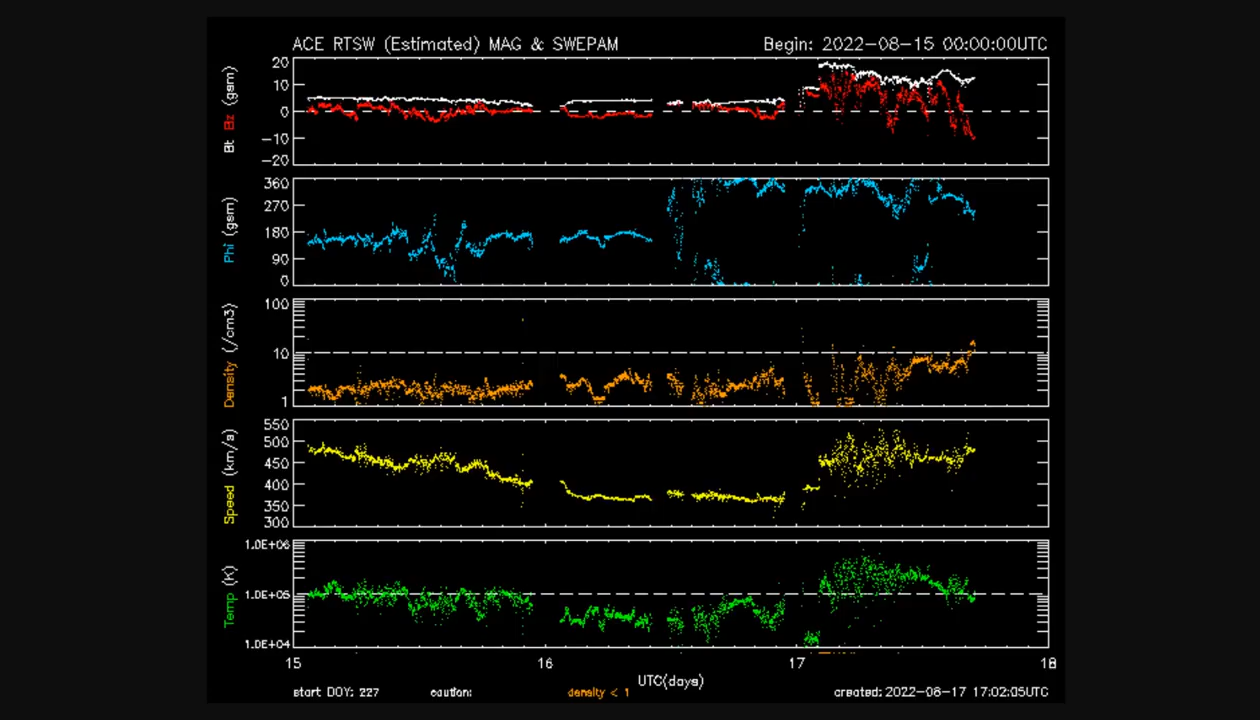 ACE RTSW (Estimated) MAG & SWEPAM Begin: 2022-08-15 00:00:00UTC
Bt Bz (gsm)
20
10
0
-10
-20
Phi (gsm)
360
270
180
90
0
Density (/cm3)
100
10
1
Speed (km/s)
550
500
450
400
350
300
Temp (K)
1.0E+06
1.0E+05
1.0E+04
15 16 17 18
UTC(days)
start DOY: 227 caution: density < 1 created: 2022-08-17 17:02:05UTC